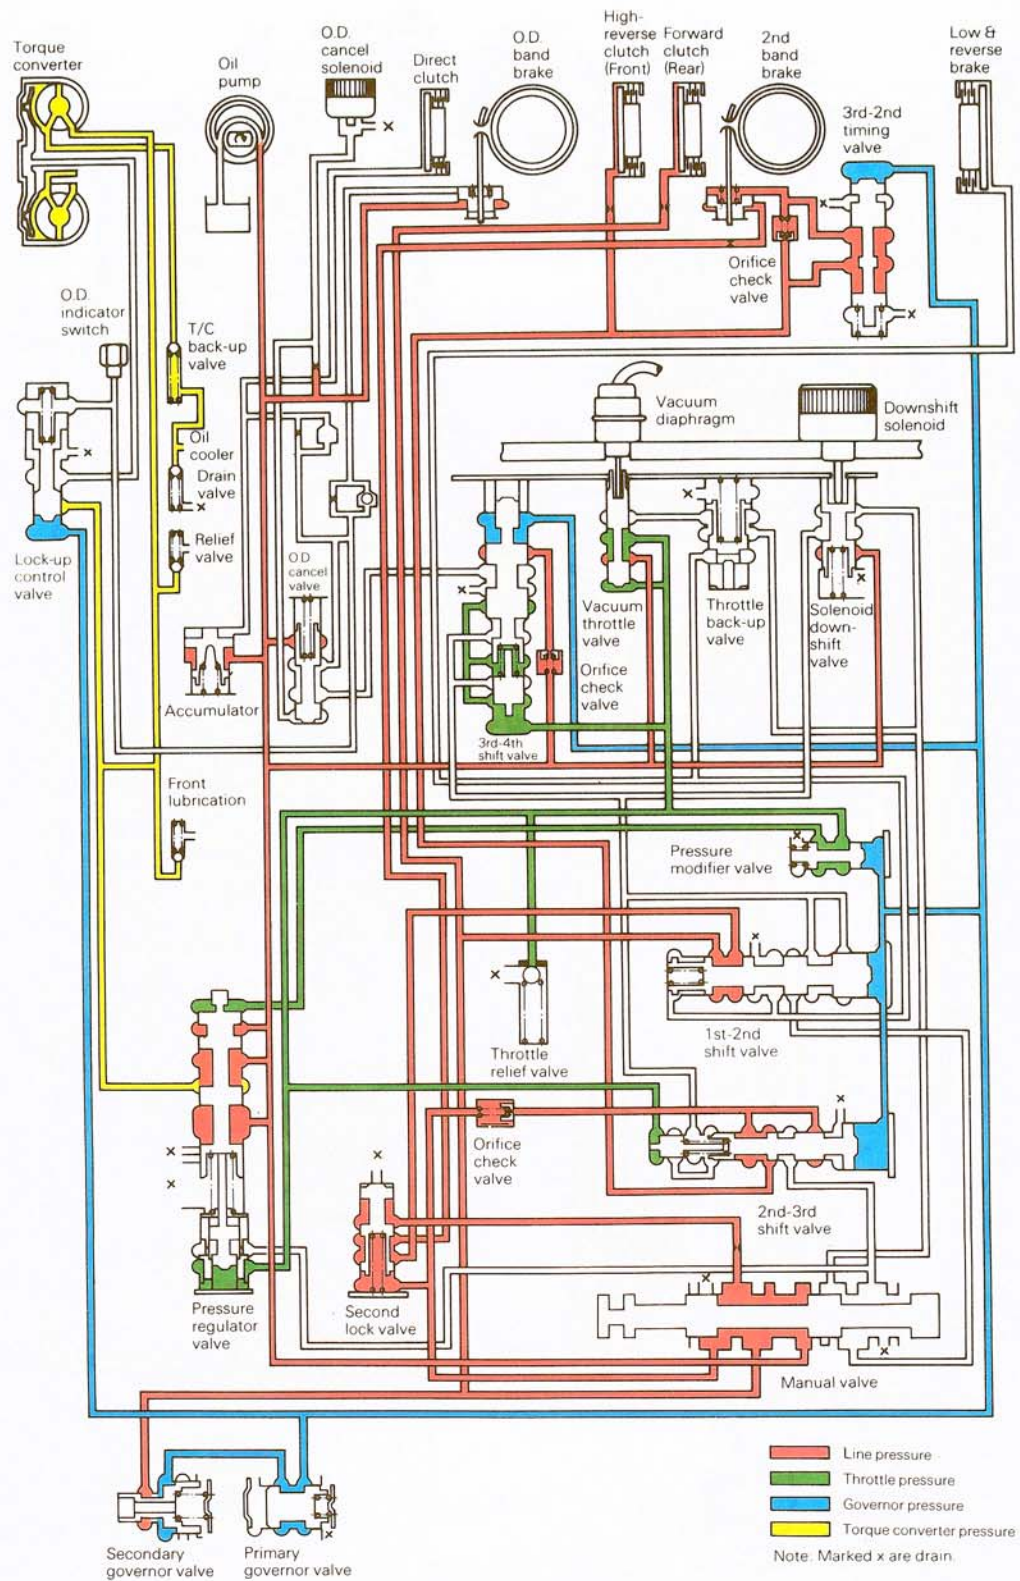 Torque
converter
Oil
pump
O.D.
cancel
solenoid
Direct
clutch
O.D.
band
brake
High-
reverse
clutch
(Front)
Forward
clutch
(Rear)
2nd
band
brake
Low &
reverse
brake
3rd-2nd
timing
valve
x
x
Orifice
check
valve
x
O.D.
indicator
switch
T/C
back-up
valve
Vacuum
diaphragm
Downshift
solenoid
Oil
cooler
Drain
valve
x
x
x
Relief
valve
Lock-up
control
valve
O.D
cancel
valve
x
x
Vacuum
throttle
valve
Throttle
back-up
valve
Solenoid
down-
shift
valve
Orifice
check
valve
Accumulator
3rd-4th
shift valve
Front
lubrication
x
Pressure
modifier valve
x
x
1st-2nd
shift valve
Throttle
relief valve
x
Orifice
check
valve
x
x
x
2nd-3rd
shift valve
x
Pressure
regulator
valve
Second
lock valve
x
Manual valve
Line pressure
Throttle pressure
Governor pressure
Torque converter pressure
Note. Marked x are drain.
x
Secondary
governor valve
Primary
governor valve